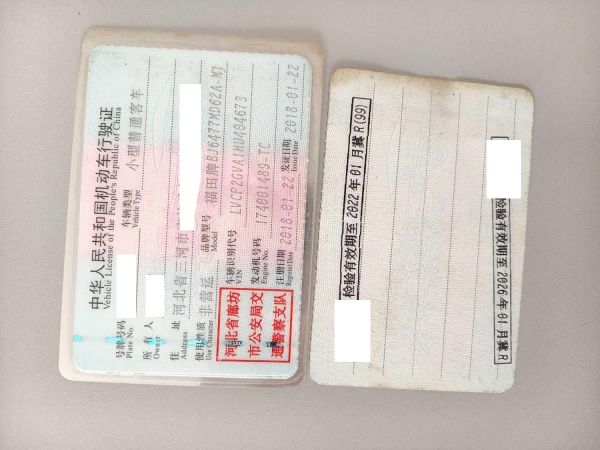 中华人民共和国机动车行驶证
Vehicle License of the People's Republic of China
号牌号码
Plate No.
车辆类型 小型普通客车
Vehicle Type
所有人
Owner
住址 河北省三河市
Address
使用性质 非营运
Use Character
品牌型号 福田牌BJ6477MD62A-M1
Model
河北省廊坊
市公安局交
通警察支队
车辆识别代号 LVCP2GVA1HU404673
VIN
发动机号码 174001489-TC
Engine No.
注册日期 2018-01-22
Register Date
发证日期 2018-01-22
Issue Date
检验有效期至 2022年01月冀R(99)
检验有效期至 2026年01月冀R